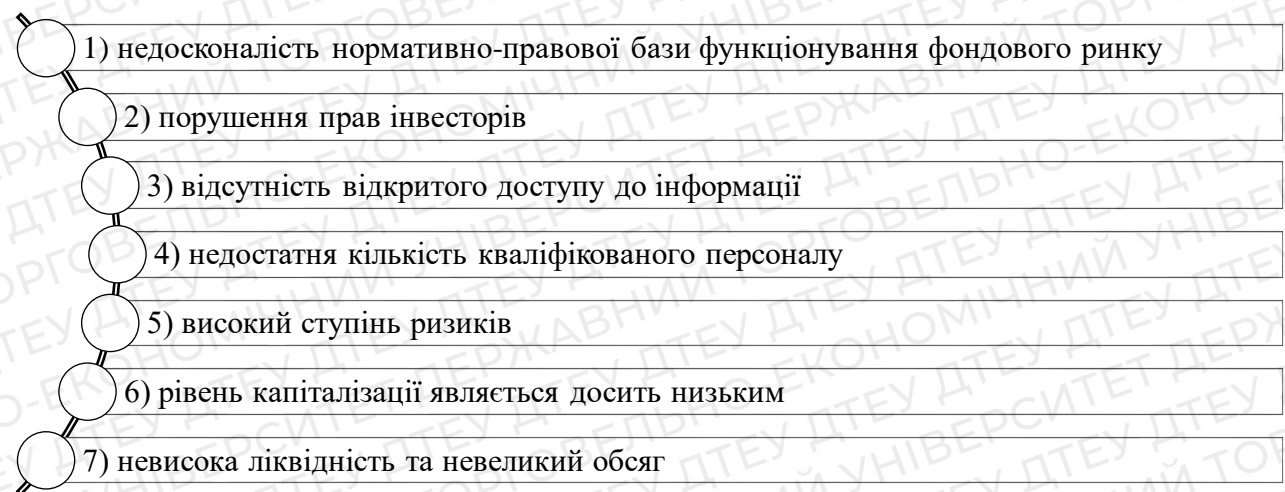 1) недосконалість нормативно-правової бази функціонування фондового ринку
2) порушення прав інвесторів
3) відсутність відкритого доступу до інформації
4) недостатня кількість кваліфікованого персоналу
5) високий ступінь ризиків
6) рівень капіталізації являється досить низьким
7) невисока ліквідність та невеликий обсяг